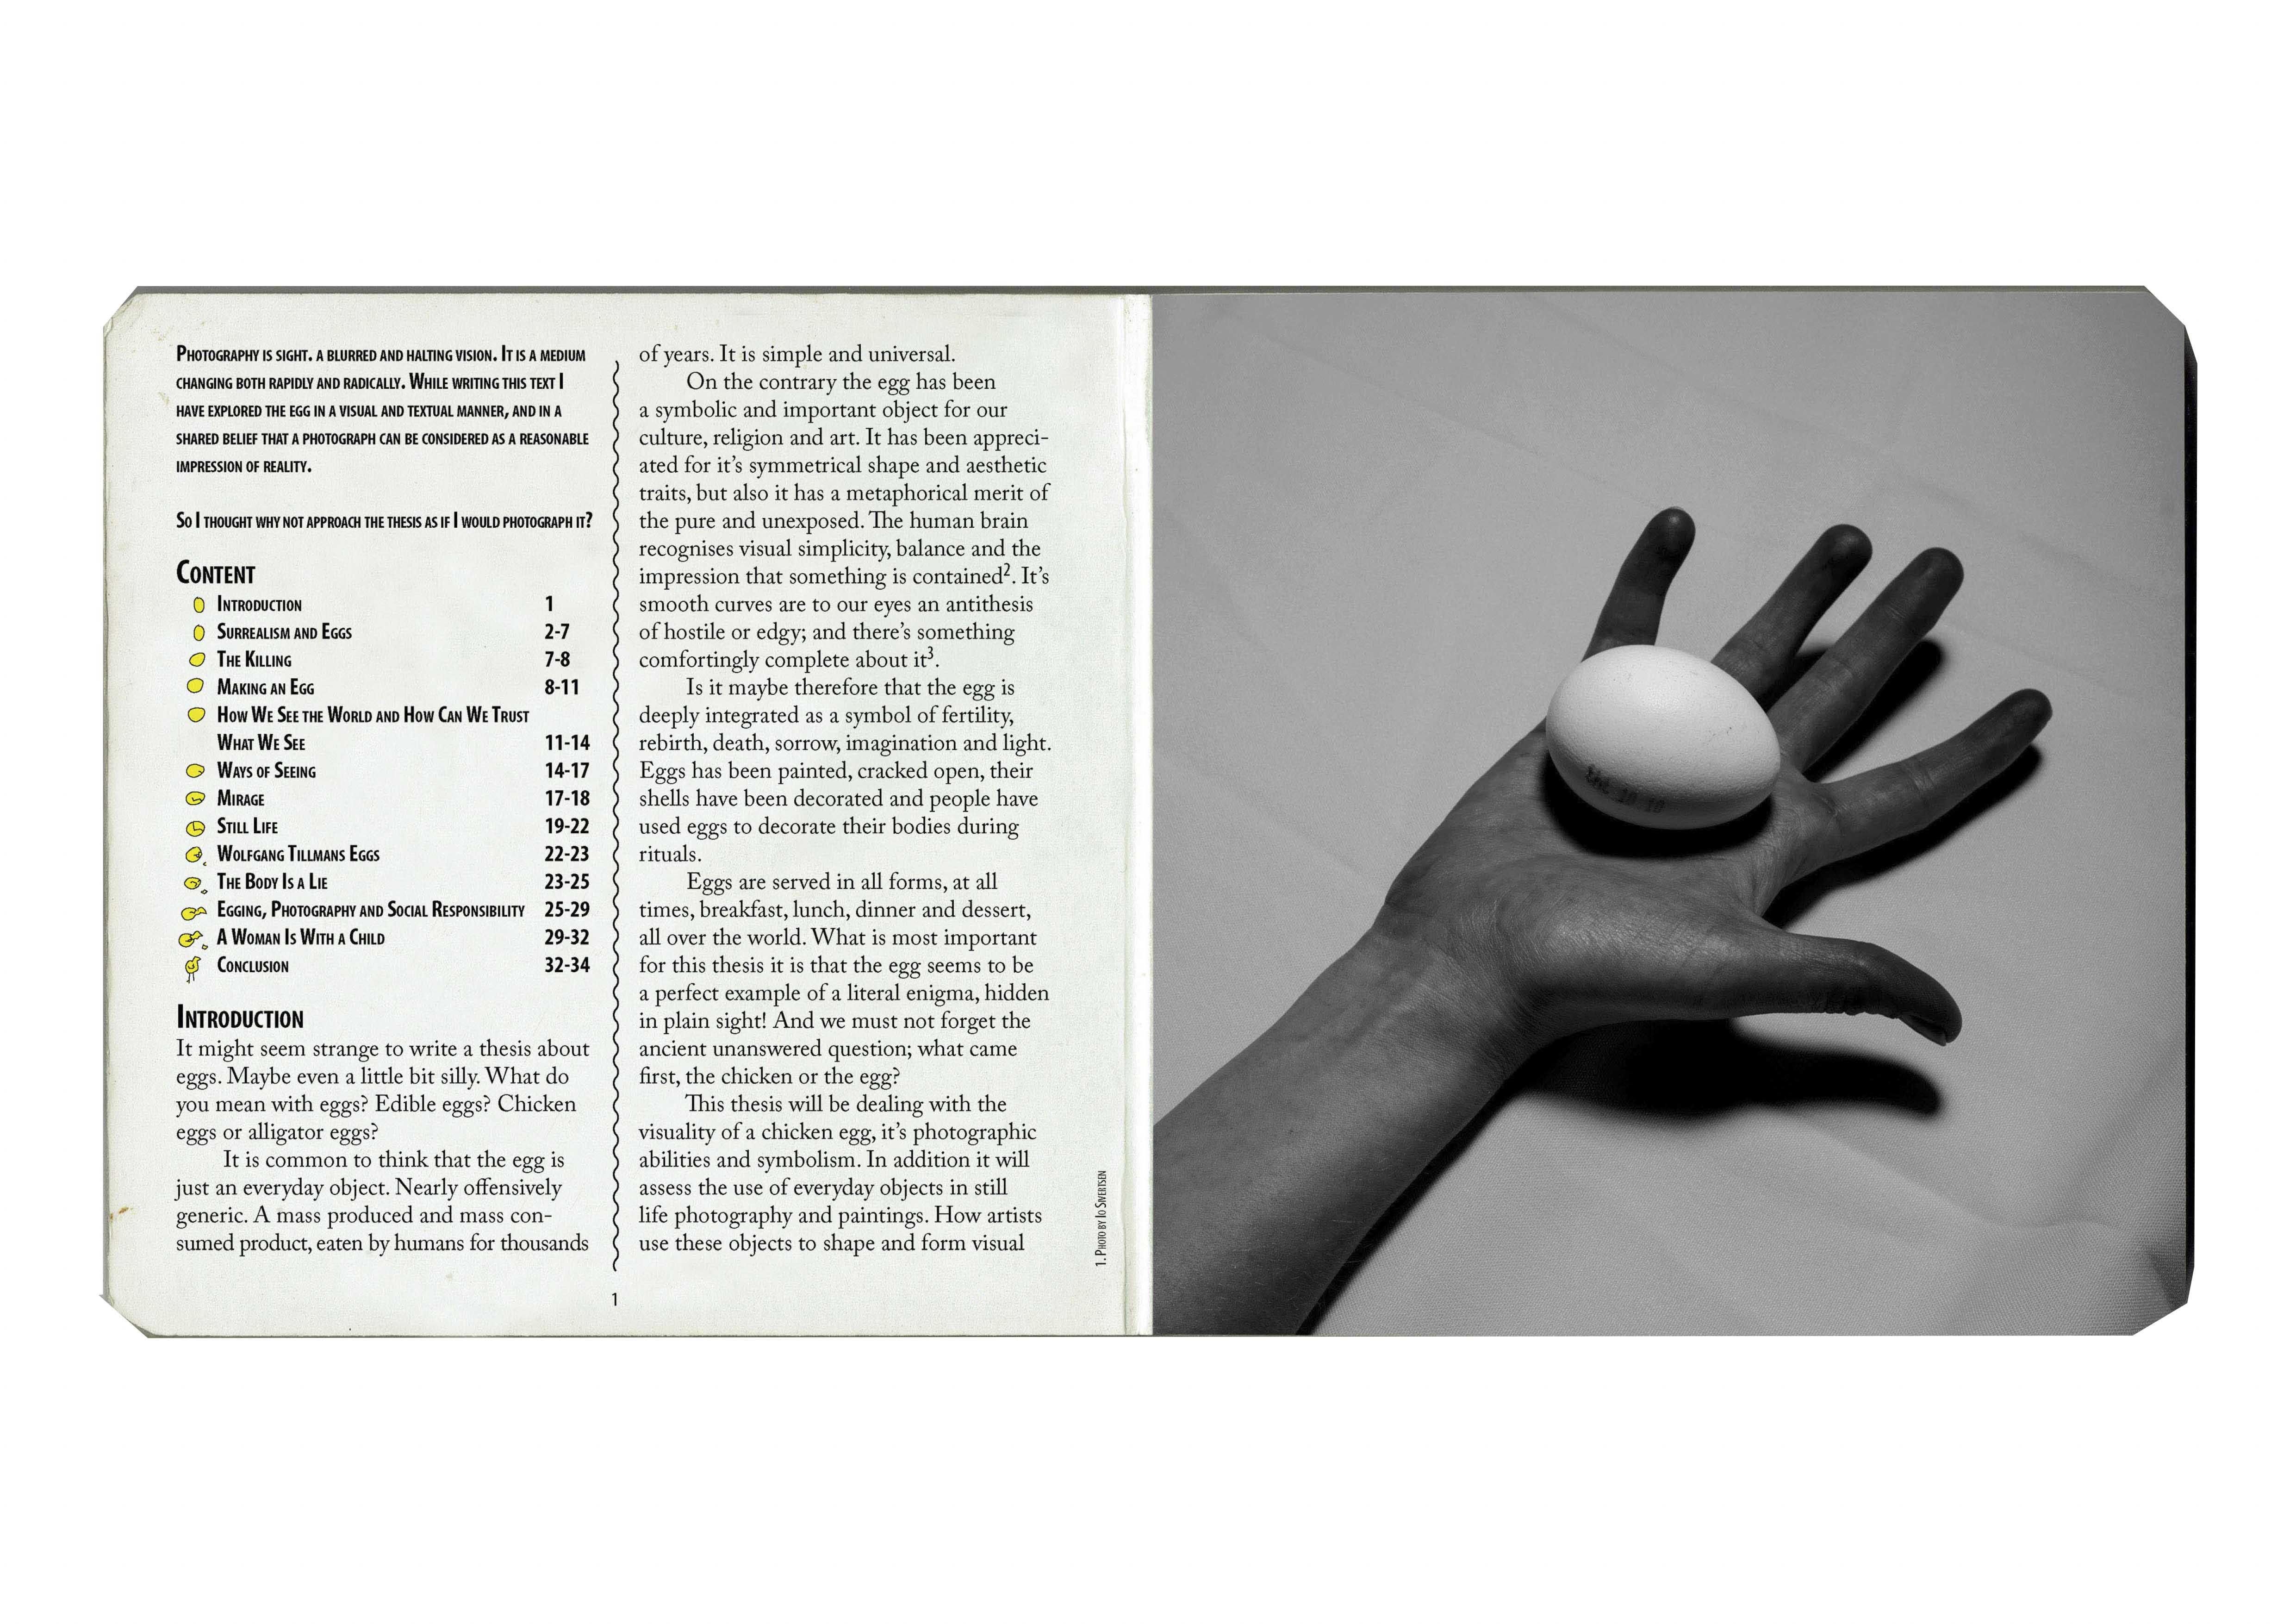 Photography is sight. a blurred and halting vision. It is a medium
changing both rapidly and radically. While writing this text I
have explored the egg in a visual and textual manner, and in a
shared belief that a photograph can be considered as a reasonable
impression of reality.
So I thought why not approach the thesis as if I would photograph it?
Content
Introduction 1
Surrealism and Eggs 2-7
The Killing 7-8
Making an Egg 8-11
How We See the World and How Can We Trust
What We See 11-14
Ways of Seeing 14-17
Mirage 17-18
Still Life 19-22
Wolfgang Tillmans Eggs 22-23
The Body Is a Lie 23-25
Egging, Photography and Social Responsibility 25-29
A Woman Is With a Child 29-32
Conclusion 32-34
Introduction
It might seem strange to write a thesis about
eggs. Maybe even a little bit silly. What do
you mean with eggs? Edible eggs? Chicken
eggs or alligator eggs?
It is common to think that the egg is
just an everyday object. Nearly offensively
generic. A mass produced and mass con-
sumed product, eaten by humans for thousands
of years. It is simple and universal.
On the contrary the egg has been
a symbolic and important object for our
culture, religion and art. It has been appreci-
ated for it's symmetrical shape and aesthetic
traits, but also it has a metaphorical merit of
the pure and unexposed. The human brain
recognises visual simplicity, balance and the
impression that something is contained². It's
smooth curves are to our eyes an antithesis
of hostile or edgy; and there's something
comfortingly complete about it³.
Is it maybe therefore that the egg is
deeply integrated as a symbol of fertility,
rebirth, death, sorrow, imagination and light.
Eggs has been painted, cracked open, their
shells have been decorated and people have
used eggs to decorate their bodies during
rituals.
Eggs are served in all forms, at all
times, breakfast, lunch, dinner and dessert,
all over the world. What is most important
for this thesis it is that the egg seems to be
a perfect example of a literal enigma, hidden
in plain sight! And we must not forget the
ancient unanswered question; what came
first, the chicken or the egg?
This thesis will be dealing with the
visuality of a chicken egg, it's photographic
abilities and symbolism. In addition it will
assess the use of everyday objects in still
life photography and paintings. How artists
use these objects to shape and form visual
1
1. Photo by Io Sivertsen
10 10